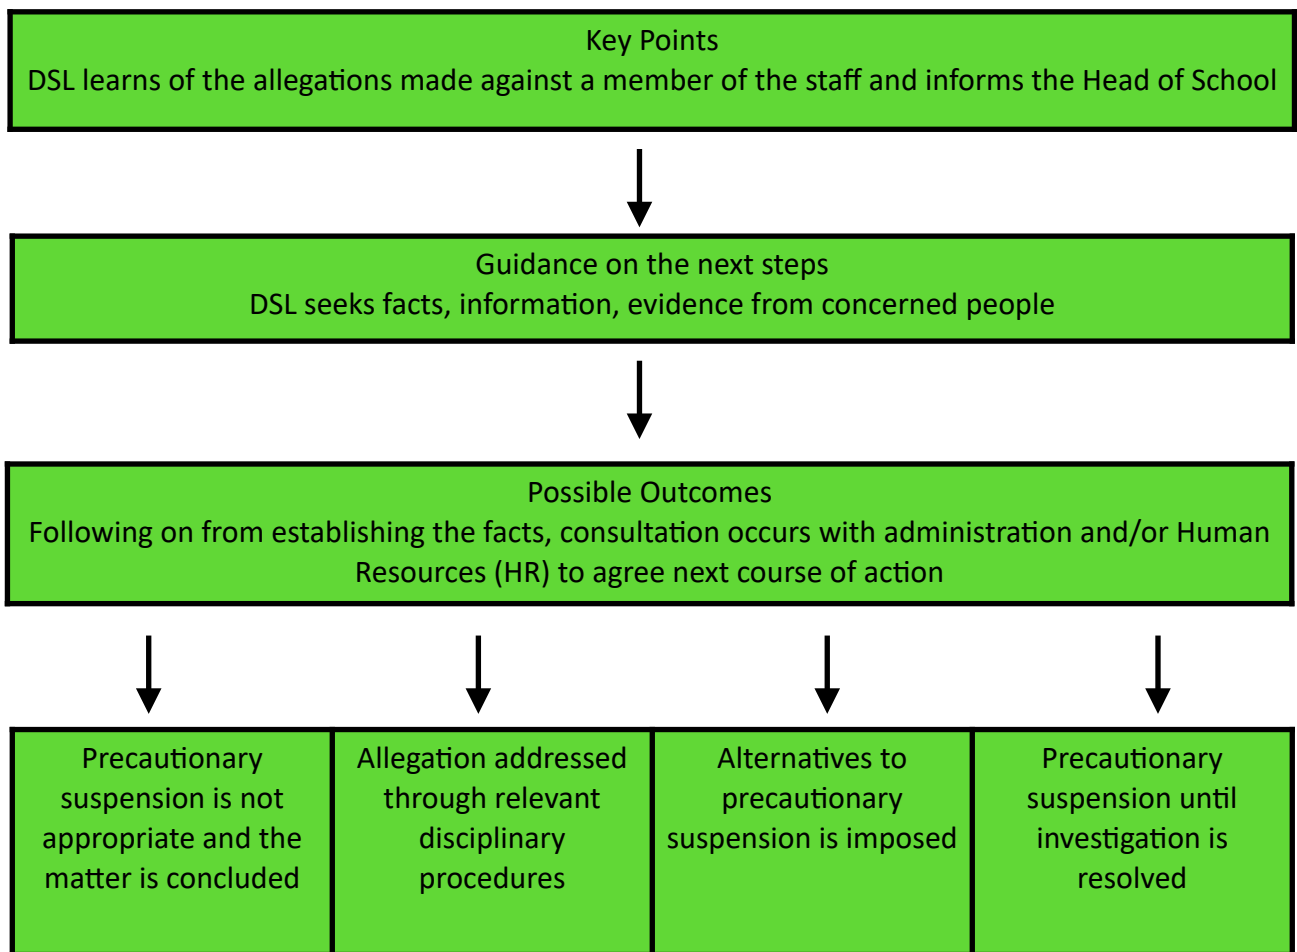 Key Points
DSL learns of the allegations made against a member of the staff and informs the Head of School
Guidance on the next steps
DSL seeks facts, information, evidence from concerned people
Possible Outcomes
Following on from establishing the facts, consultation occurs with administration and/or Human
Resources (HR) to agree next course of action
Precautionary
suspension is not
appropriate and the
matter is concluded
Allegation addressed
through relevant
disciplinary
procedures
Alternatives to
precautionary
suspension is imposed
Precautionary
suspension until
investigation is
resolved